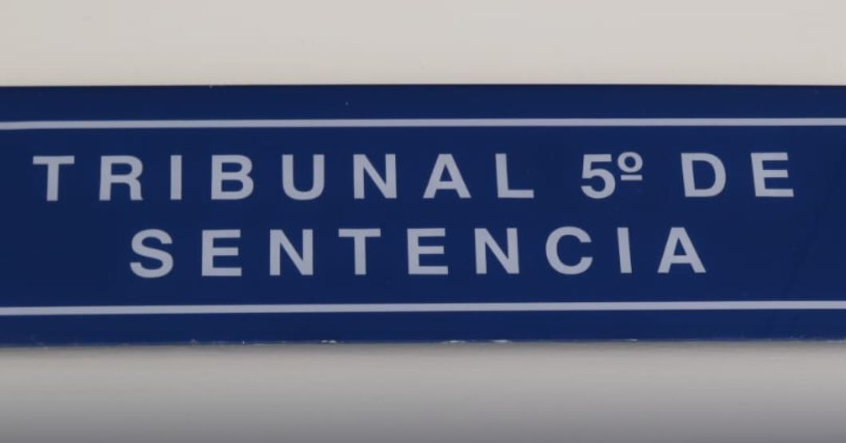 TRIBUNAL 5º DE
SENTENCIA